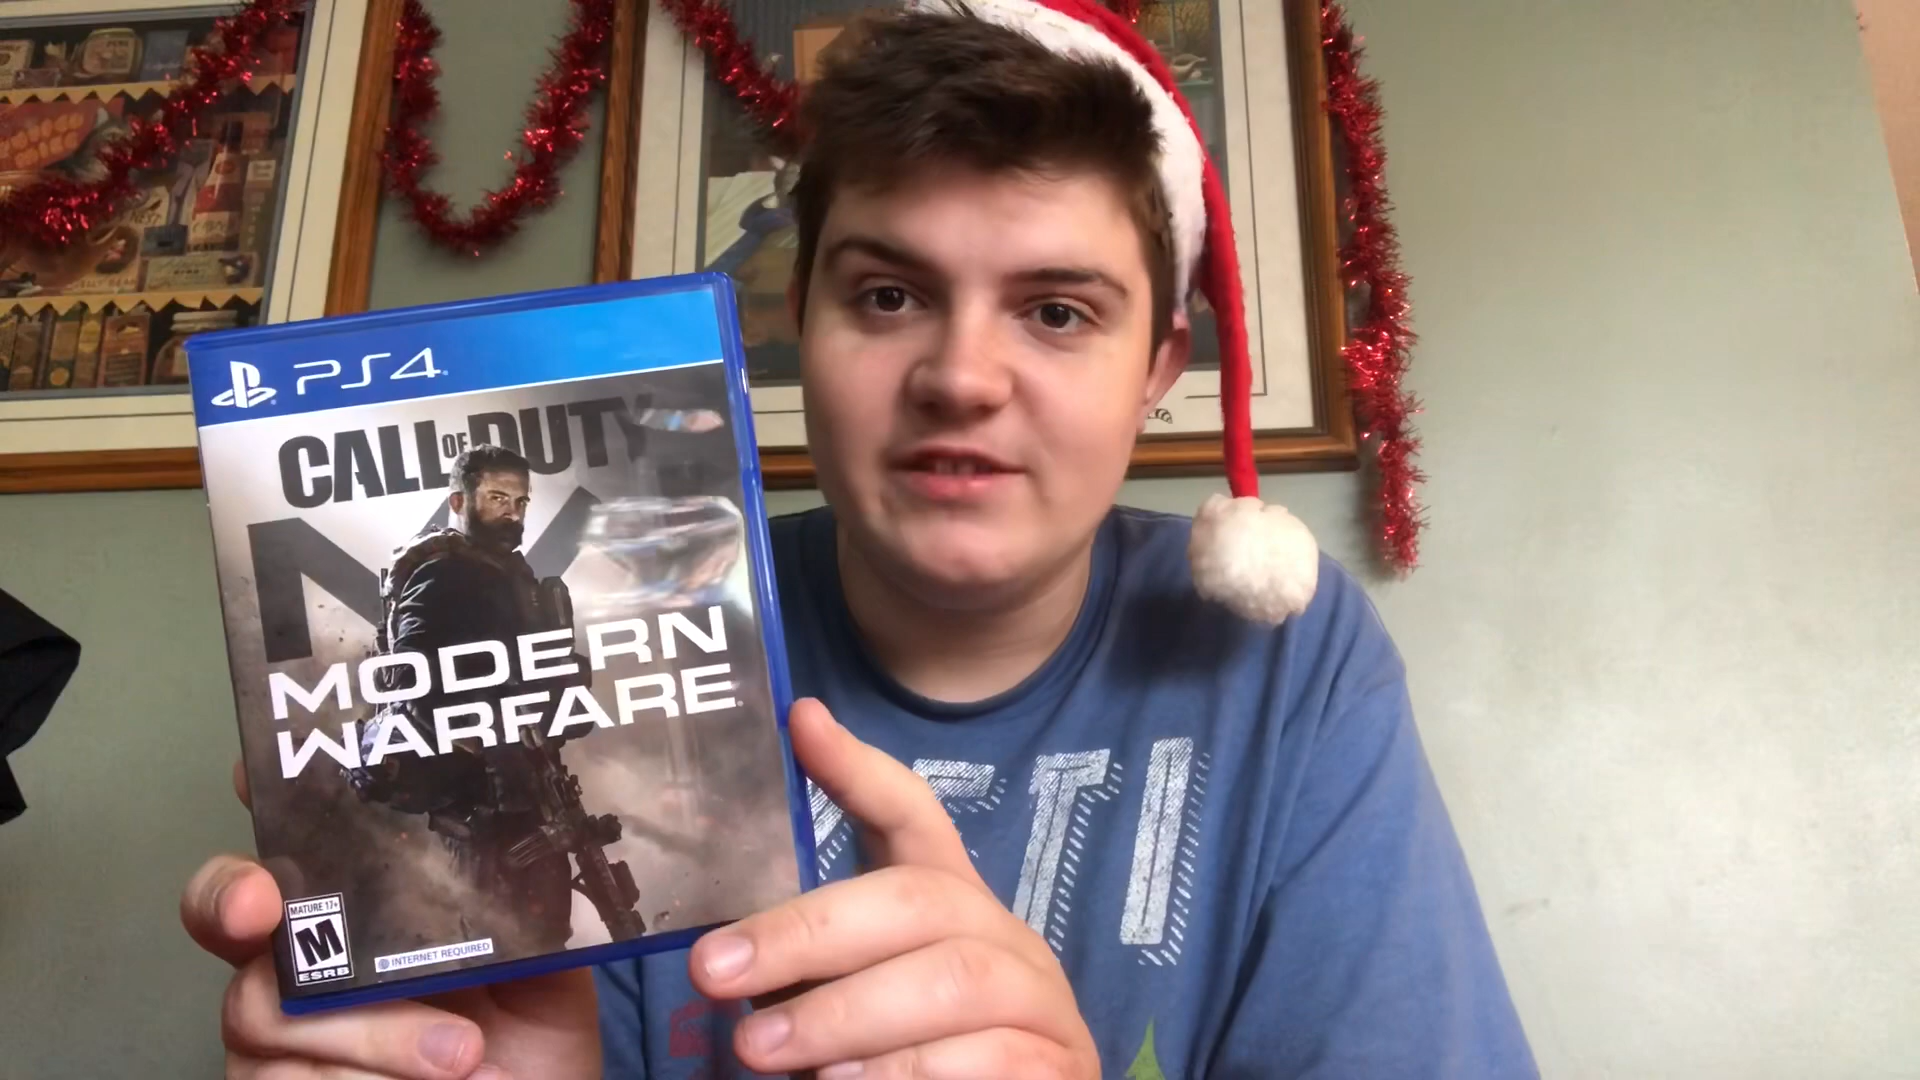 PS4
CALL OF DUTY
MODERN
WARFARE
MATURE 17+
M
ESRB
INTERNET REQUIRED